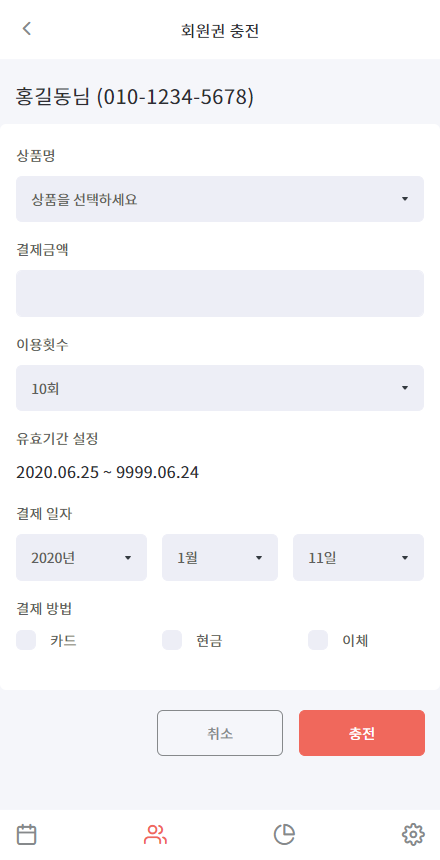 회원권 충전
홍길동님 (010-1234-5678)
상품명
상품을 선택하세요
결제금액
이용횟수
10회
유효기간 설정
2020.06.25 ~ 9999.06.24
결제 일자
2020년 1월 11일
결제 방법
카드 현금 이체
취소 충전